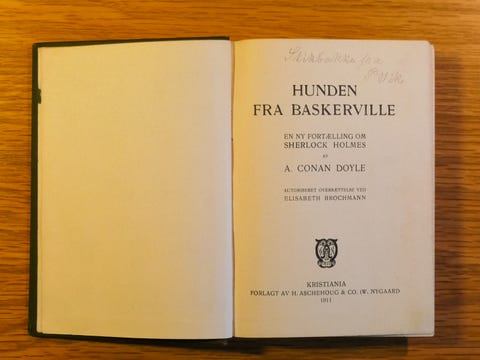 HUNDEN
FRA BASKERVILLE
EN NY FORTÆLLING OM
SHERLOCK HOLMES
AF
A. CONAN DOYLE
AUTORISERET OVERSÆTTELSE VED
ELISABETH BROCHMANN
KRISTIANIA
FORLAGT AV H. ASCHEHOUG & CO. (W. NYGAARD
1911